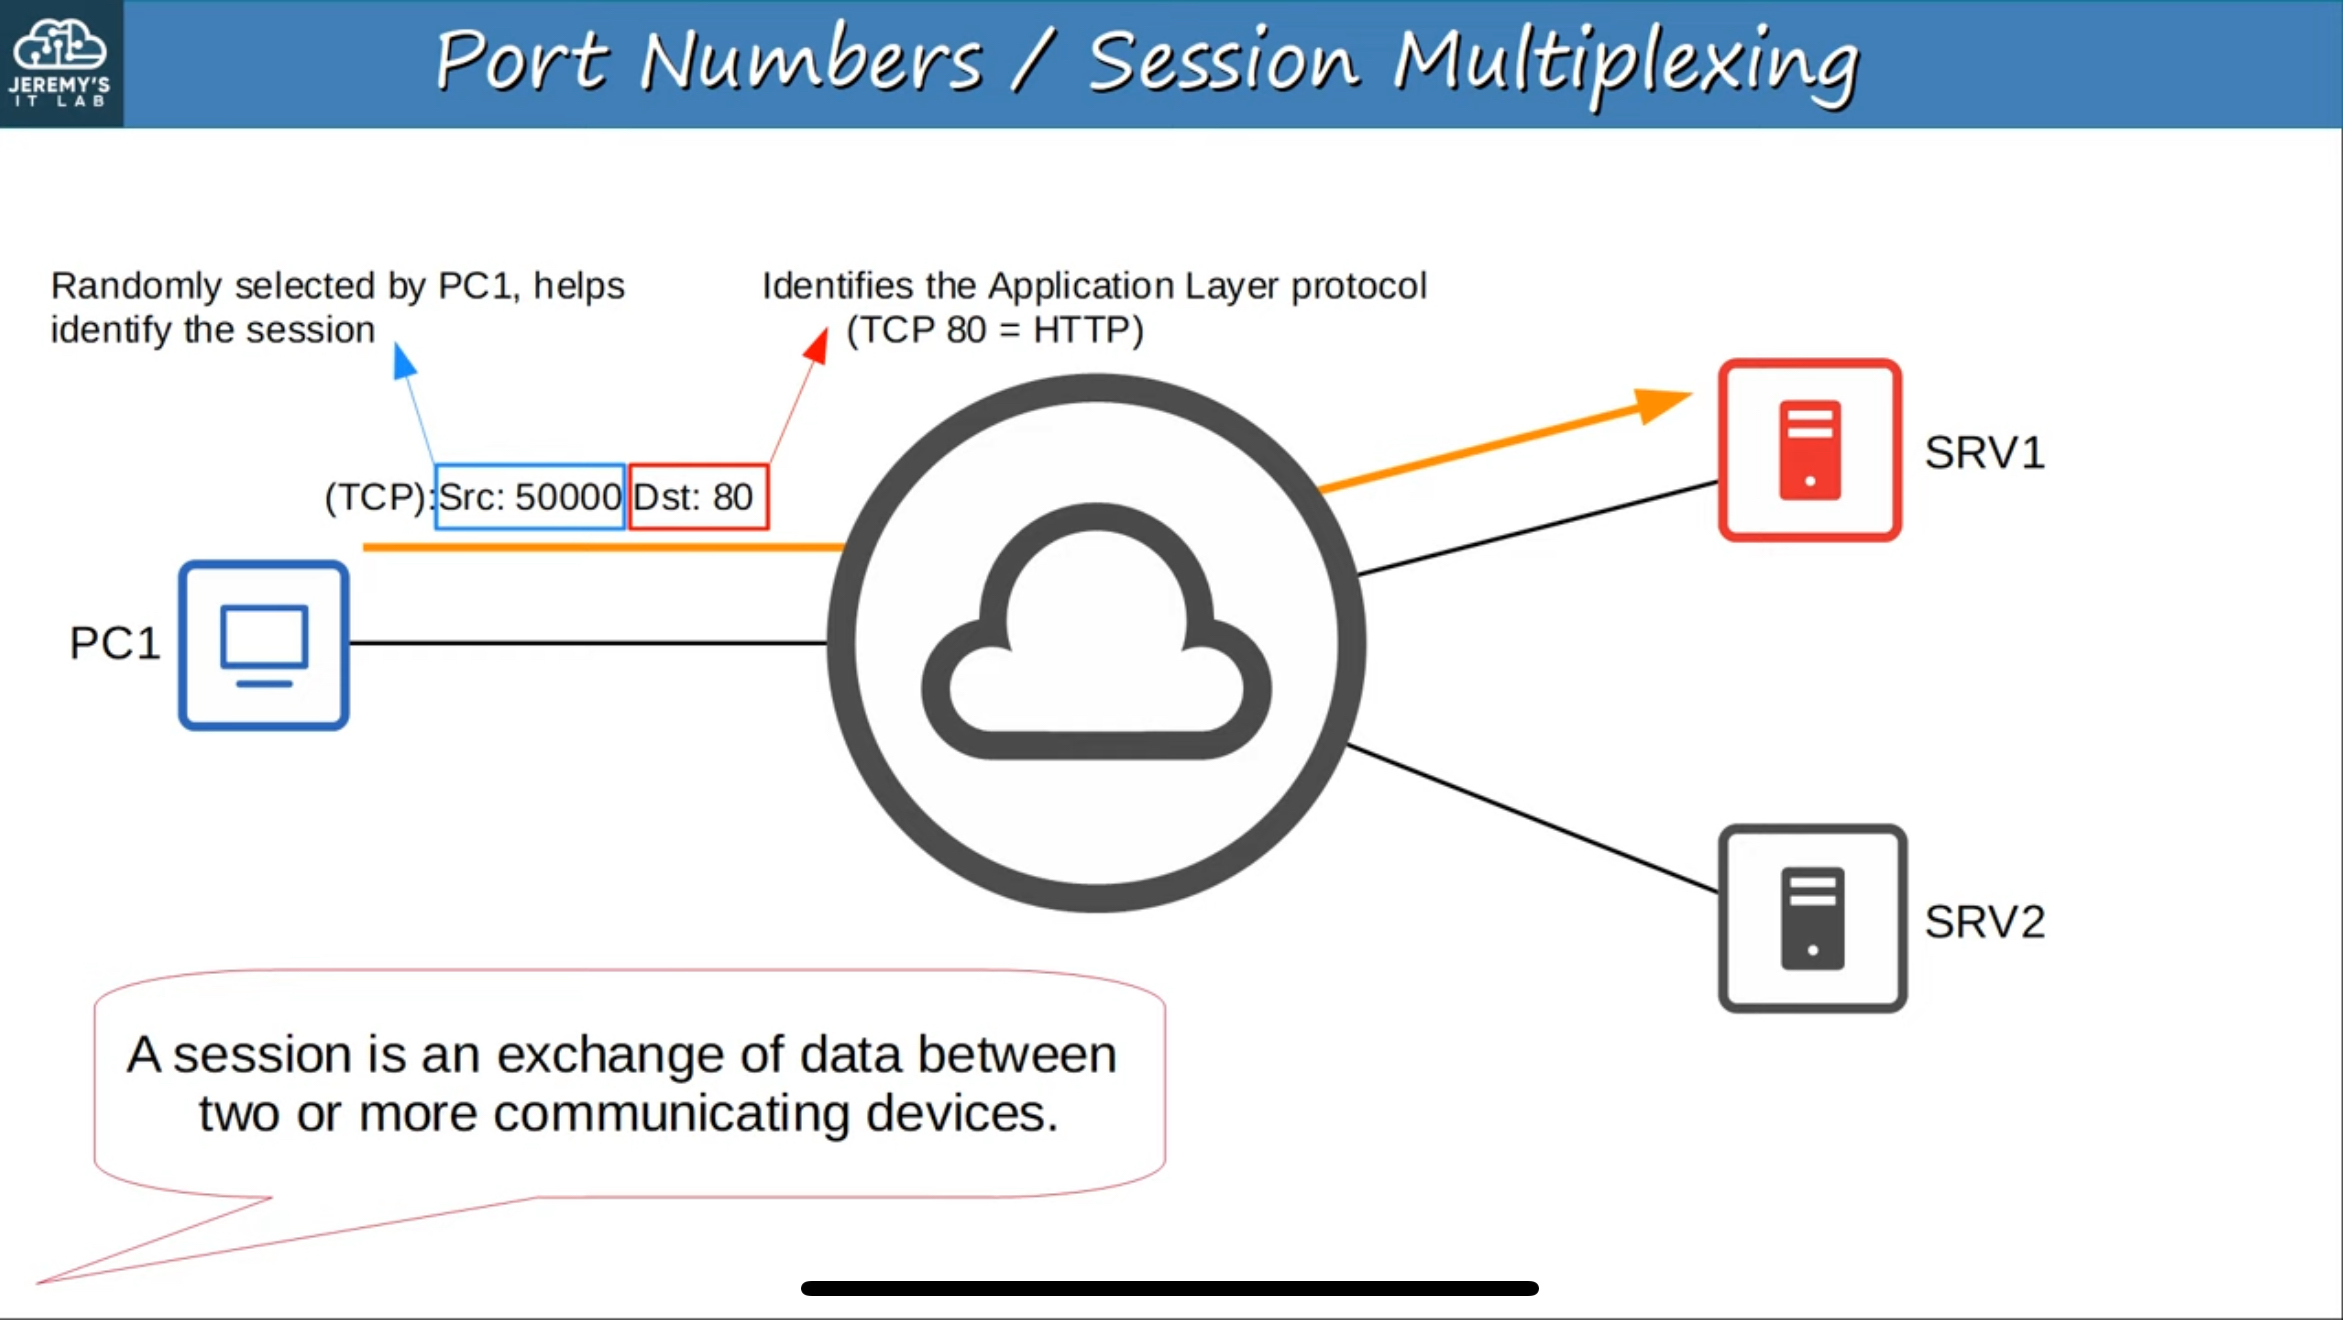 JEREMY'S
IT LAB
Port Numbers / Session Multiplexing
Randomly selected by PC1, helps
identify the session
Identifies the Application Layer protocol
(TCP 80 = HTTP)
(TCP):Src: 50000 Dst: 80
SRV1
PC1
SRV2
A session is an exchange of data between
two or more communicating devices.